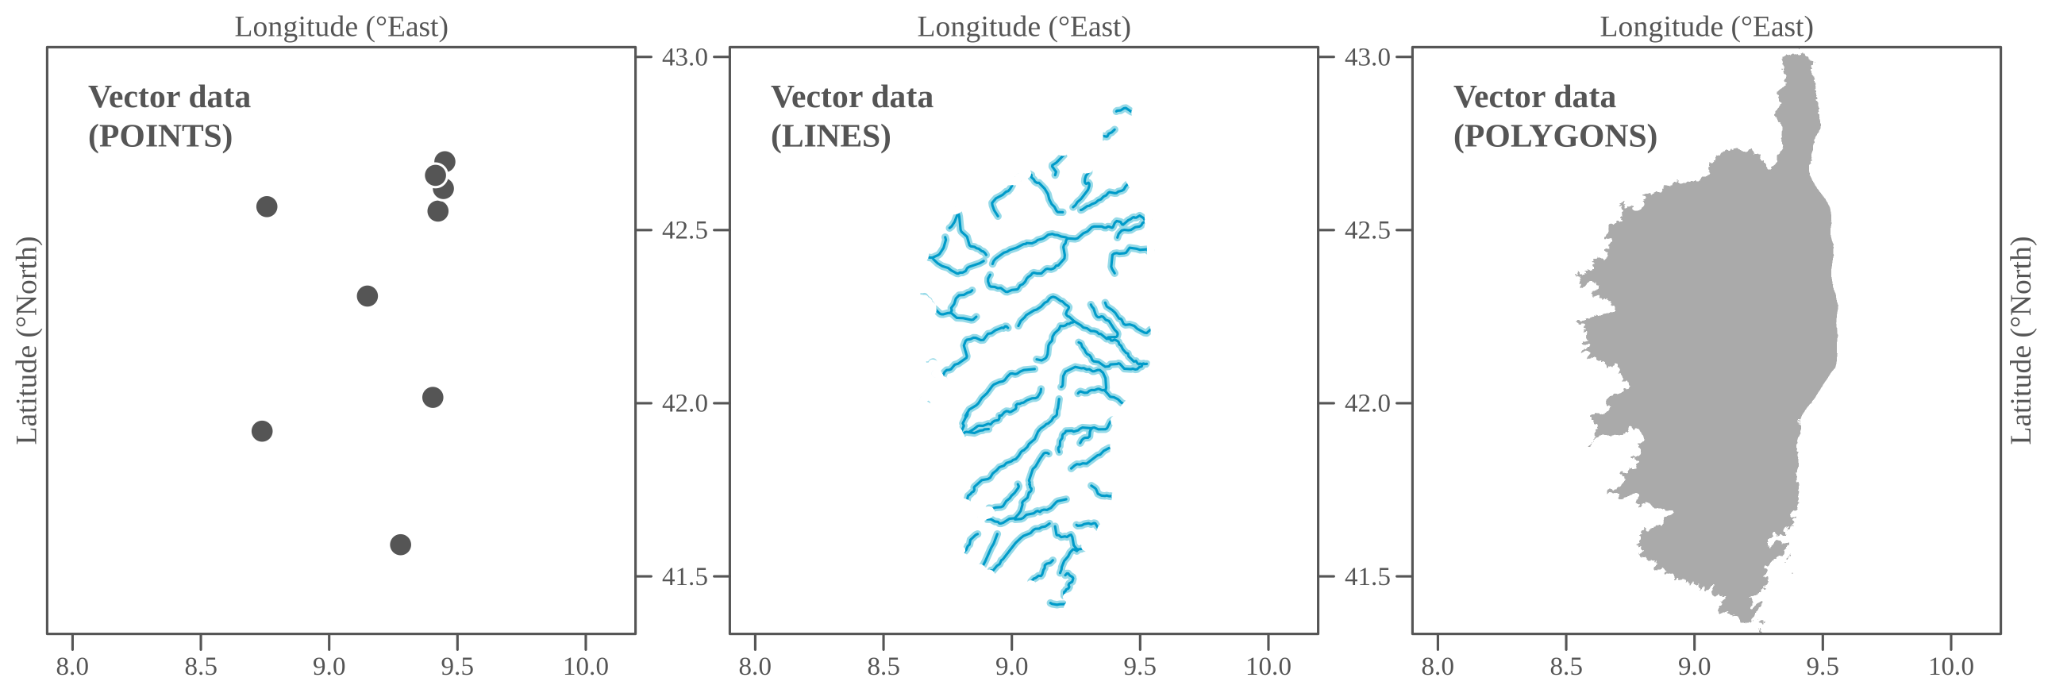 Longitude (°East)
Longitude (°East)
Longitude (°East)
Vector data
(POINTS)
Vector data
(LINES)
Vector data
(POLYGONS)
Latitude (°North)
43.0
42.5
42.0
41.5
43.0
42.5
42.0
41.5
Latitude (°North)
8.0 8.5 9.0 9.5 10.0
8.0 8.5 9.0 9.5 10.0
8.0 8.5 9.0 9.5 10.0